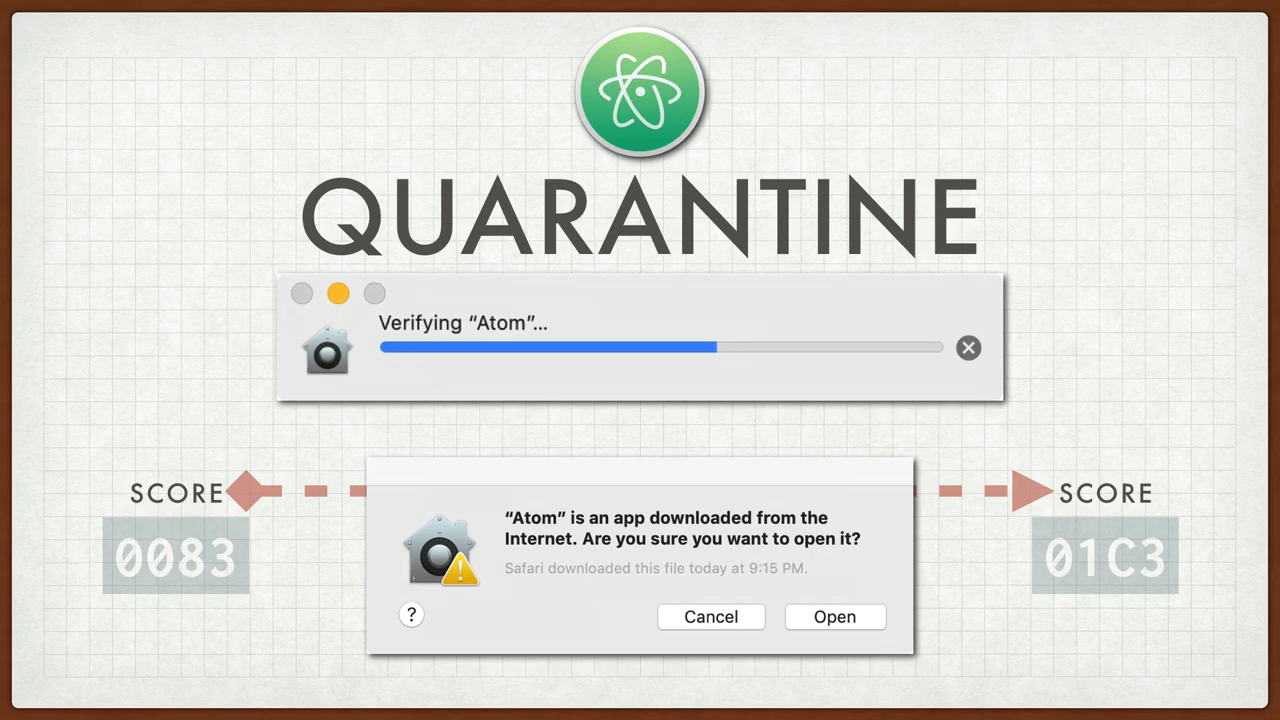 QUARANTINE
Verifying “Atom”...
SCORE
0083
“Atom” is an app downloaded from the
Internet. Are you sure you want to open it?
Safari downloaded this file today at 9:15 PM.
?
Cancel
Open
SCORE
01C3